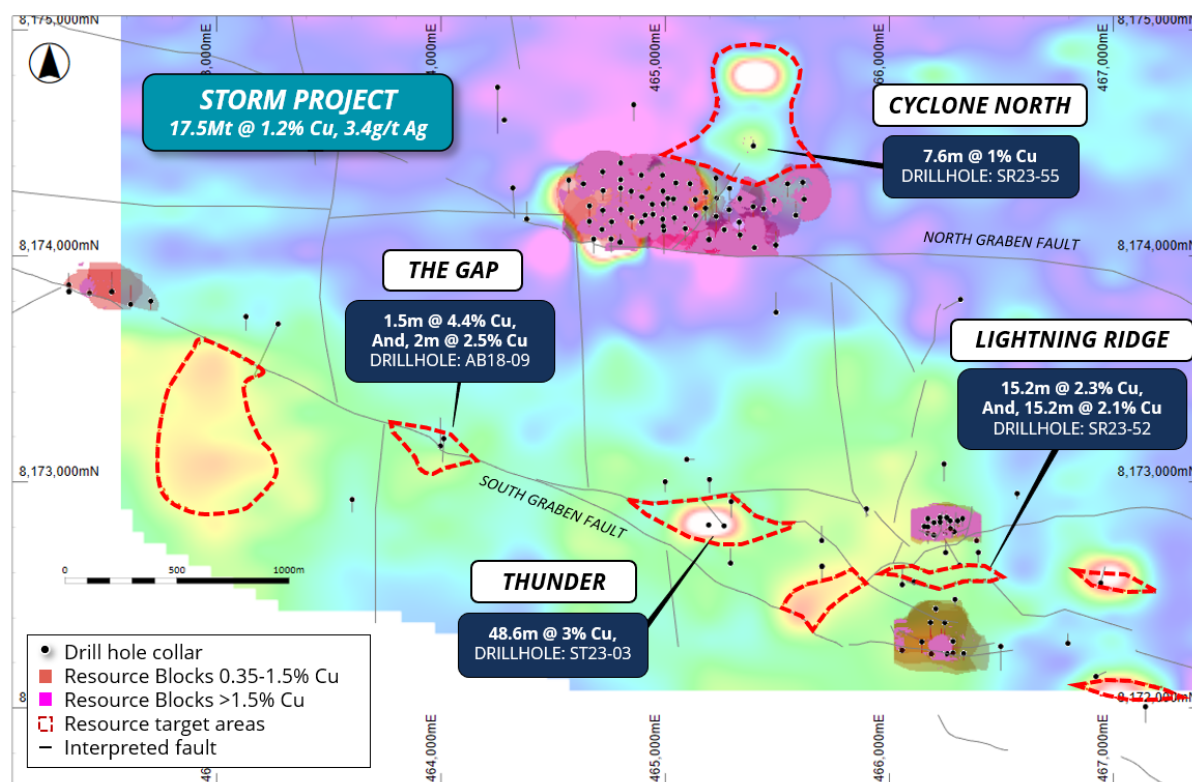 8,175,000mN
8,175,000mN
465,000mE
467,000mE
STORM PROJECT
17.5Mt @ 1.2% Cu, 3.4g/t Ag
CYCLONE NORTH
7.6m @ 1% Cu
DRILLHOLE: SR23-55
8,174,000mN
NORTH GRABEN FAULT
8,174,000mN
THE GAP
1.5m @ 4.4% Cu,
And, 2m @ 2.5% Cu
DRILLHOLE: AB18-09
LIGHTNING RIDGE
15.2m @ 2.3% Cu,
And, 15.2m @ 2.1% Cu
DRILLHOLE: SR23-52
8,173,000mN
8,173,000mN
SOUTH GRABEN FAULT
0
500
1000m
THUNDER
48.6m @ 3% Cu,
DRILLHOLE: ST23-03
Drill hole collar
Resource Blocks 0.35-1.5% Cu
Resource Blocks >1.5% Cu
Resource target areas
Interpreted fault
8,172,000mN
464,000mE
465,000mE
466,000mE
467,000mE